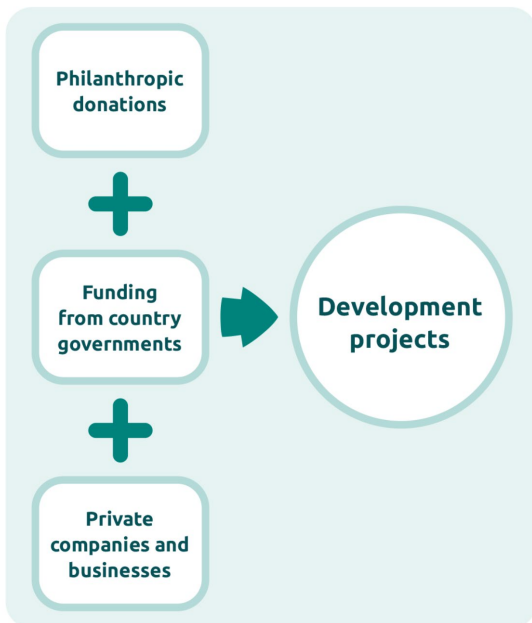 Philanthropic
donations
Funding
from country
governments
Development
projects
Private
companies and
businesses